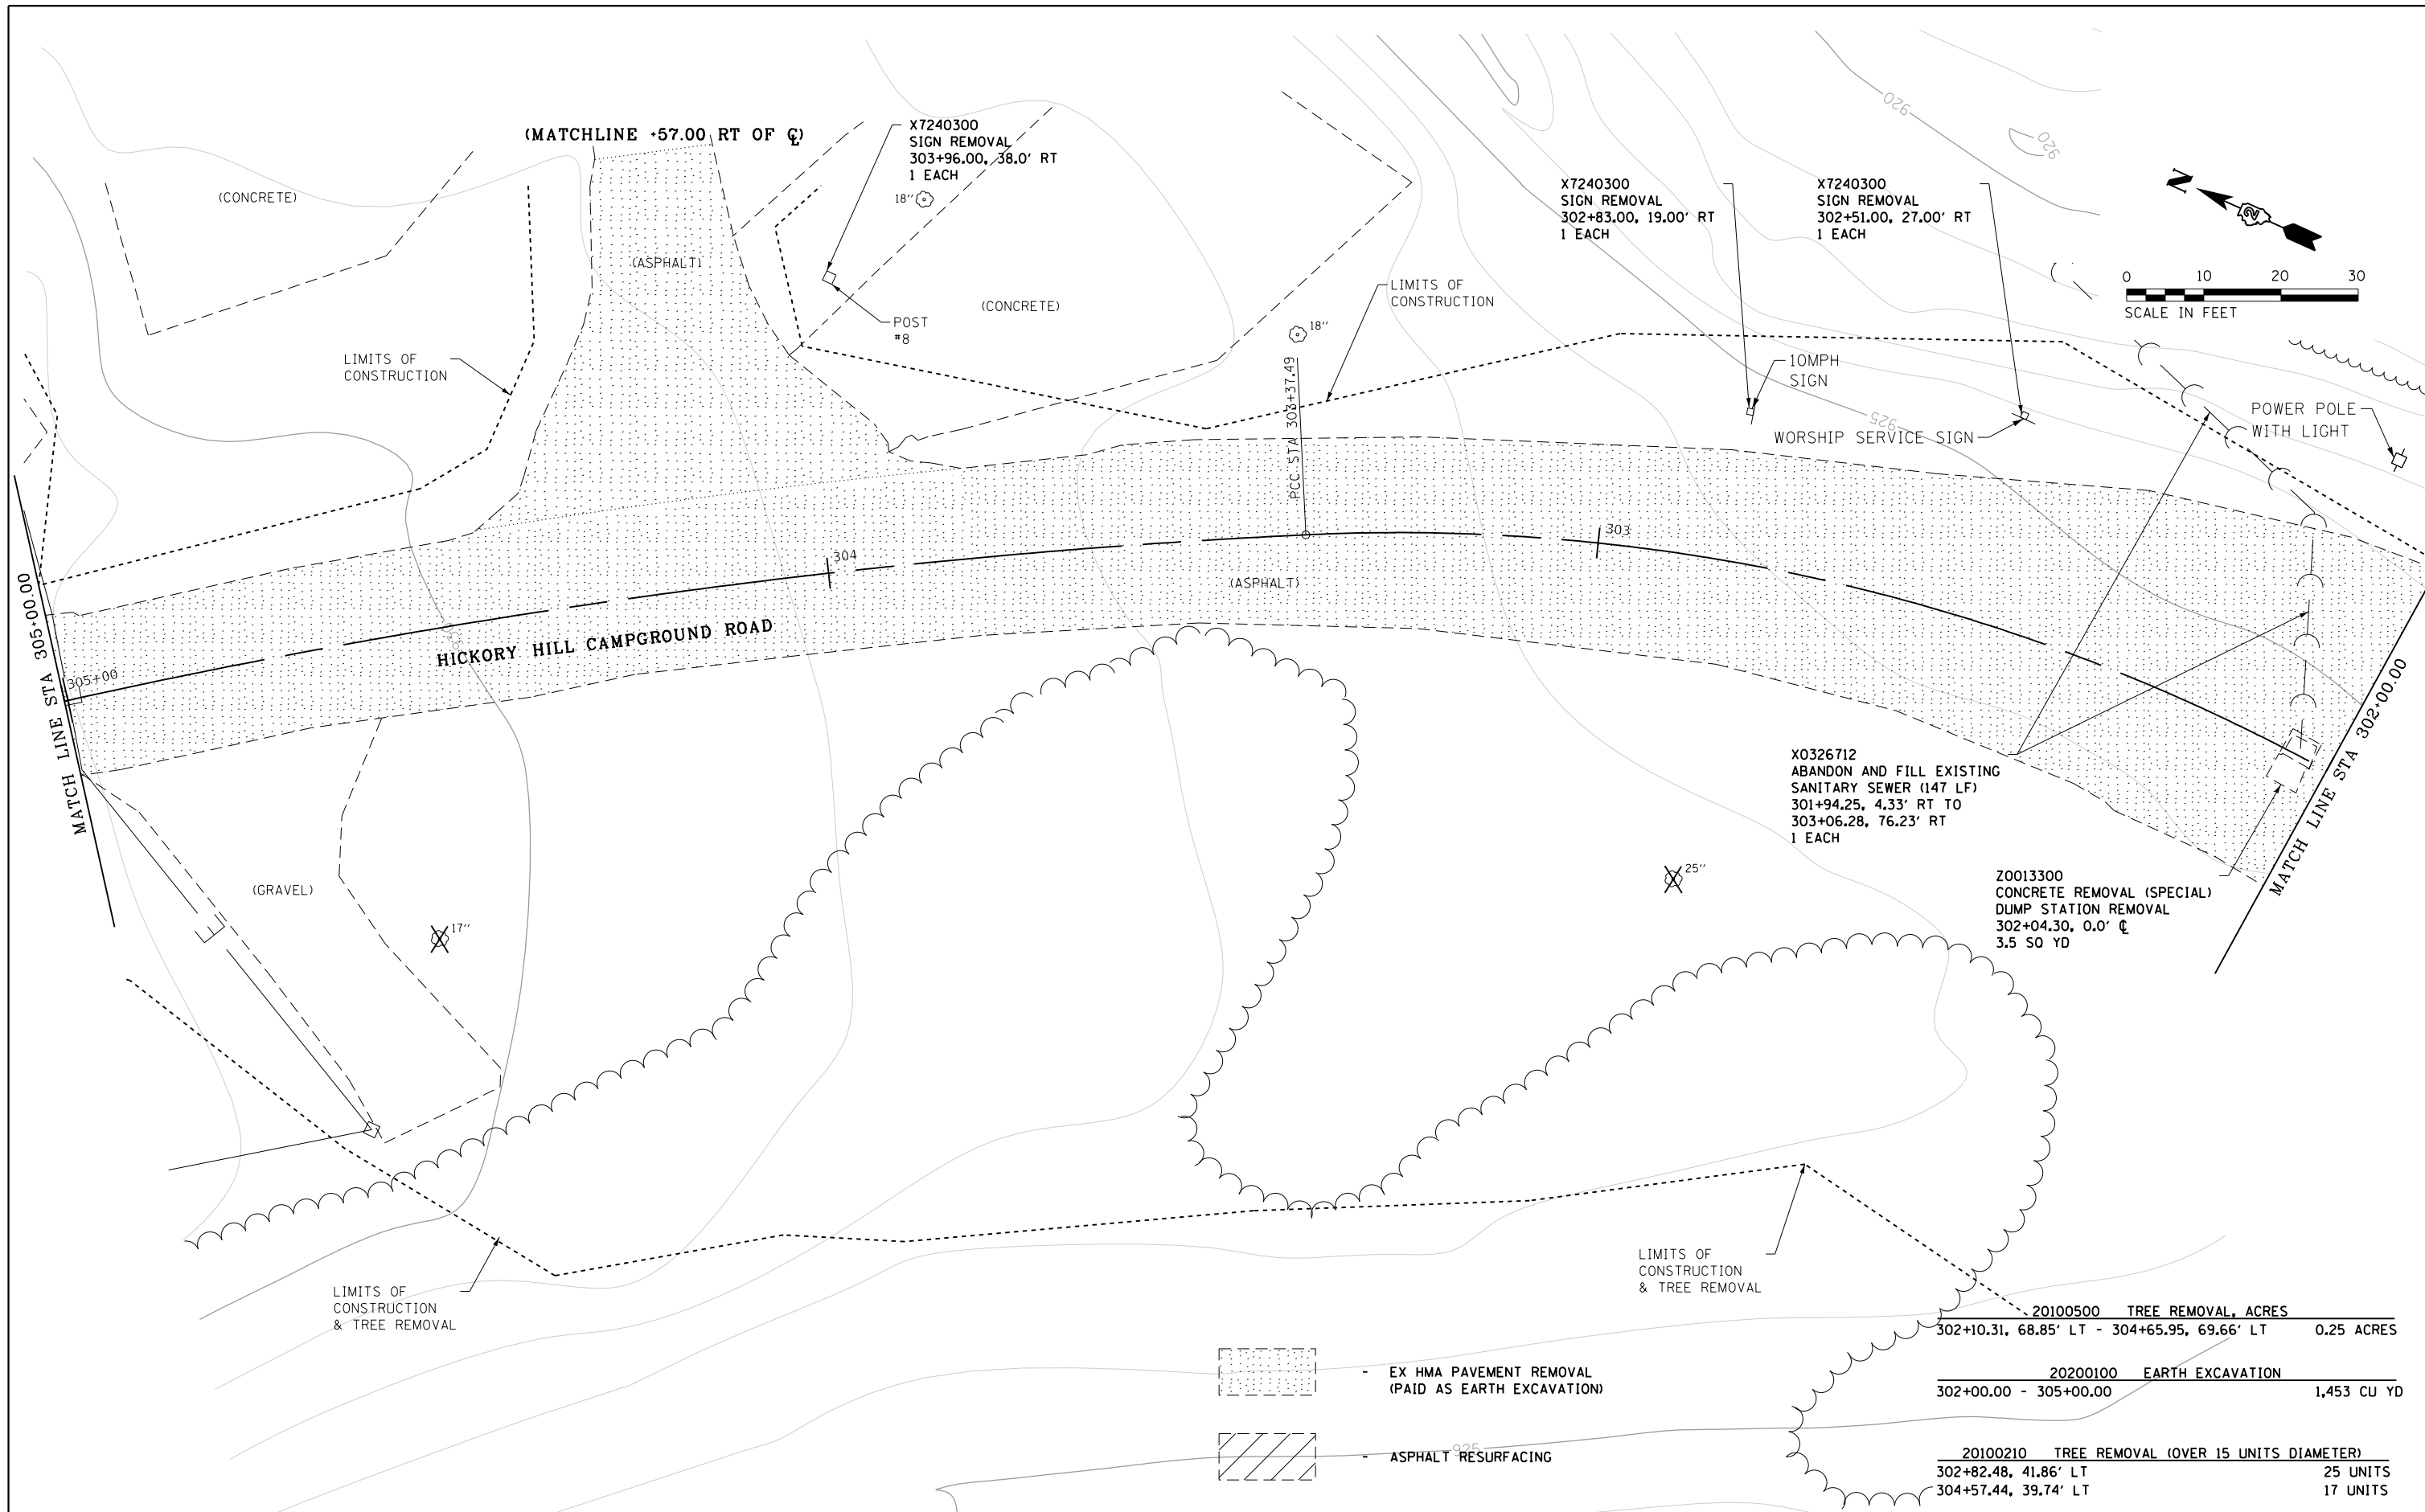 (MATCHLINE +57.00 RT OF ℄)
X7240300
SIGN REMOVAL
303+96.00, 38.0' RT
1 EACH
18''
(CONCRETE)
(ASPHALT)
(CONCRETE)
POST
#8
LIMITS OF
CONSTRUCTION
LIMITS OF
CONSTRUCTION
18''
PCC STA 303+37.49
X7240300
SIGN REMOVAL
302+83.00, 19.00' RT
1 EACH
X7240300
SIGN REMOVAL
302+51.00, 27.00' RT
1 EACH
920
920
N
2
0 10 20 30
SCALE IN FEET
10MPH
SIGN
925
WORSHIP SERVICE SIGN
POWER POLE
WITH LIGHT
MATCH LINE STA 305+00.00
305+00
304
303
(ASPHALT)
HICKORY HILL CAMPGROUND ROAD
MATCH LINE STA 302+00.00
X0326712
ABANDON AND FILL EXISTING
SANITARY SEWER (147 LF)
301+94.25, 4.33' RT TO
303+06.28, 76.23' RT
1 EACH
Z0013300
CONCRETE REMOVAL (SPECIAL)
DUMP STATION REMOVAL
302+04.30, 0.0' ℄
3.5 SQ YD
(GRAVEL)
17''
25''
LIMITS OF
CONSTRUCTION
& TREE REMOVAL
LIMITS OF
CONSTRUCTION
& TREE REMOVAL
- EX HMA PAVEMENT REMOVAL
(PAID AS EARTH EXCAVATION)
925
- ASPHALT RESURFACING
20100500 TREE REMOVAL, ACRES
302+10.31, 68.85' LT - 304+65.95, 69.66' LT 0.25 ACRES
20200100 EARTH EXCAVATION
302+00.00 - 305+00.00 1,453 CU YD
20100210 TREE REMOVAL (OVER 15 UNITS DIAMETER)
302+82.48, 41.86' LT 25 UNITS
304+57.44, 39.74' LT 17 UNITS